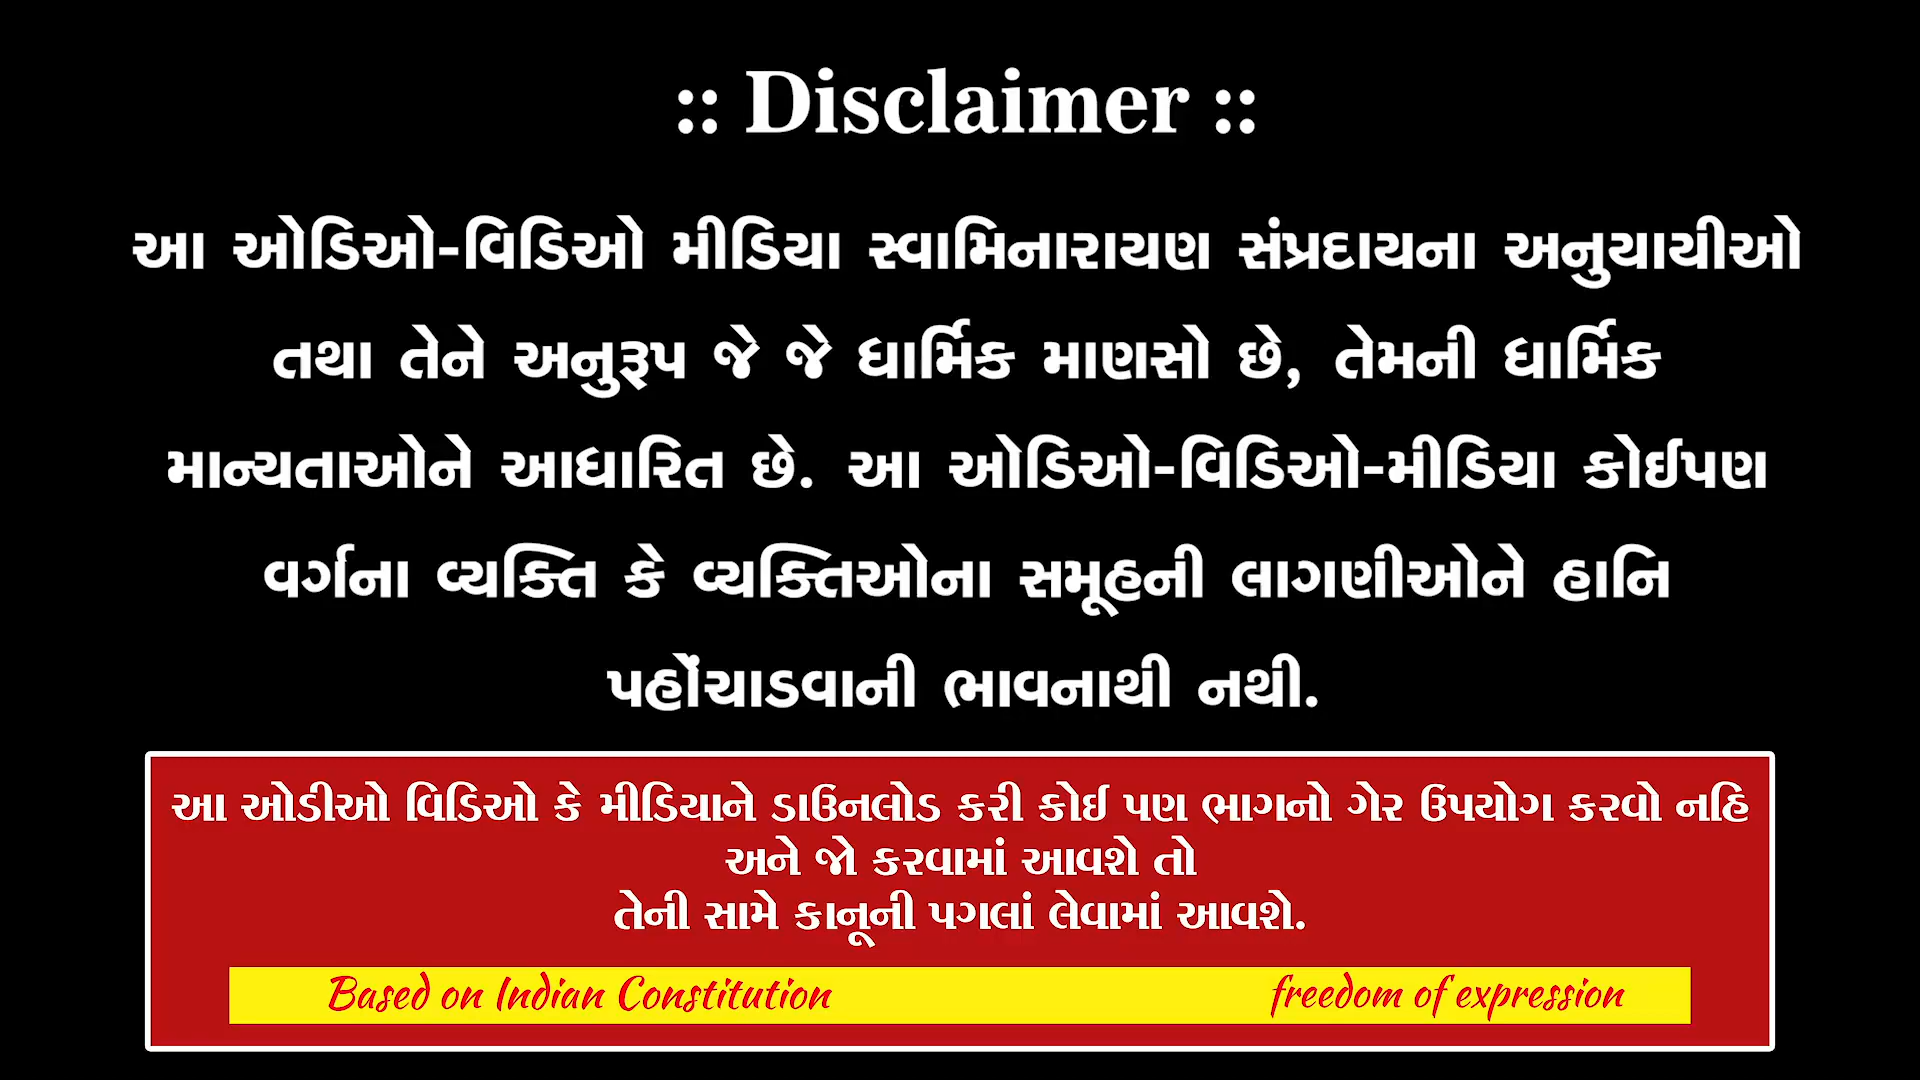 :: Disclaimer ::
આ ઓડિઓ-વિડિઓ મીડિયા સ્વામિનારાયણ સંપ્રદાયના અનુયાયીઓ
તથા તેને અનુરૂપ જે જે ધાર્મિક માણસો છે, તેમની ધાર્મિક
માન્યતાઓને આધારિત છે. આ ઓડિઓ-વિડિઓ-મીડિયા કોઈપણ
વર્ગના વ્યક્તિ કે વ્યક્તિઓના સમૂહની લાગણીઓને હાનિ
પહોંચાડવાની ભાવનાથી નથી.
આ ઓડીઓ વિડિઓ કે મીડિયાને ડાઉનલોડ કરી કોઈ પણ ભાગનો ગેર ઉપયોગ કરવો નહિ
અને જો કરવામાં આવશે તો
તેની સામે કાનૂની પગલાં લેવામાં આવશે.
Based on Indian Constitution freedom of expression